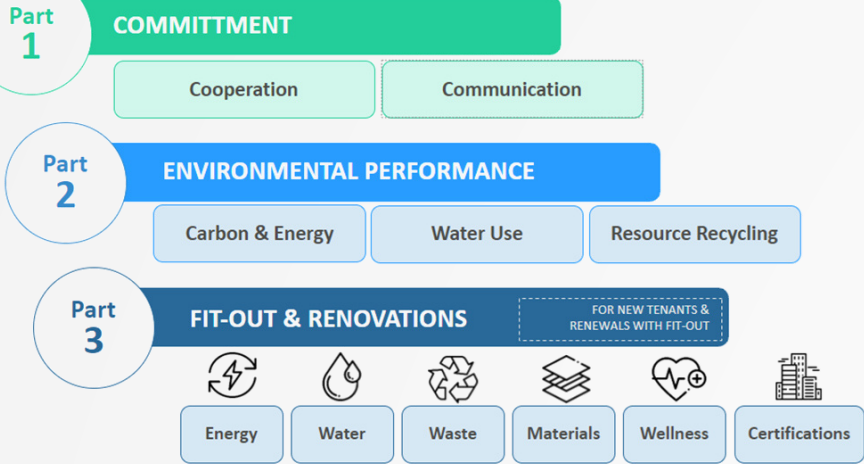 Part
1
COMMITTMENT
Cooperation
Communication
Part
2
ENVIRONMENTAL PERFORMANCE
Carbon & Energy
Water Use
Resource Recycling
Part
3
FIT-OUT & RENOVATIONS
FOR NEW TENANTS &
RENEWALS WITH FIT-OUT
Energy
Water
Waste
Materials
Wellness
Certifications